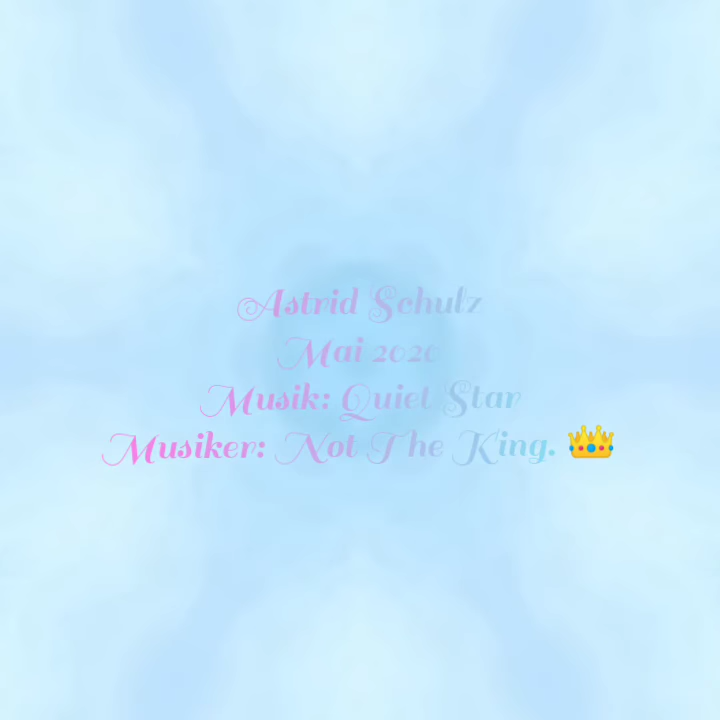 Astrid Schulz
Mai 2020
Musik: Quiet Star
Musiker: Not The King. 👑